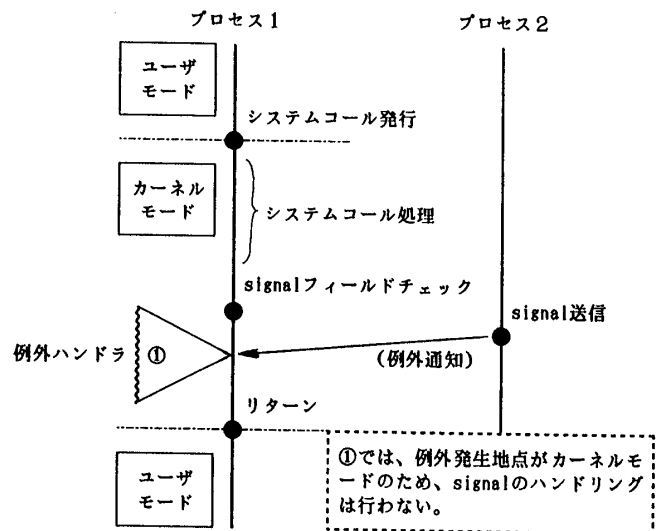 プロセス1
プロセス2
ユーザ
モード
システムコール発行
カーネル
モード
システムコール処理
signalフィールドチェック
signal送信
例外ハンドラ
①
(例外通知)
リターン
①では、例外発生地点がカーネルモ
ードのため、signalのハンドリング
は行わない。
ユーザ
モード